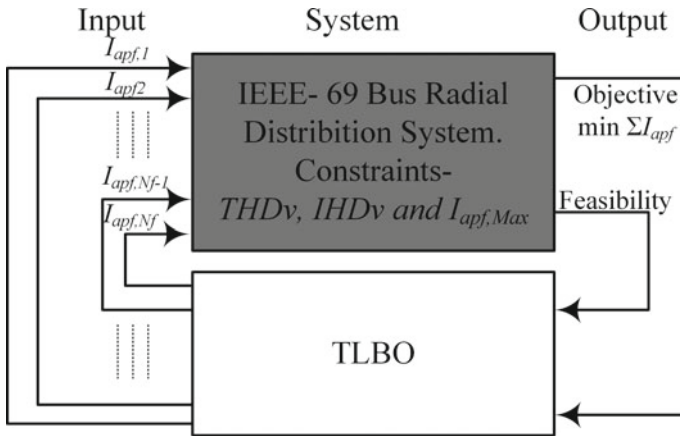 Input
System
Output
I_apf,1
I_apf2
I_apf,Nf-1
I_apf,Nf
IEEE- 69 Bus Radial
Distribition System.
Constraints-
THDv, IHDv and I_apf,Max
Objective
min ΣI_apf
Feasibility
TLBO